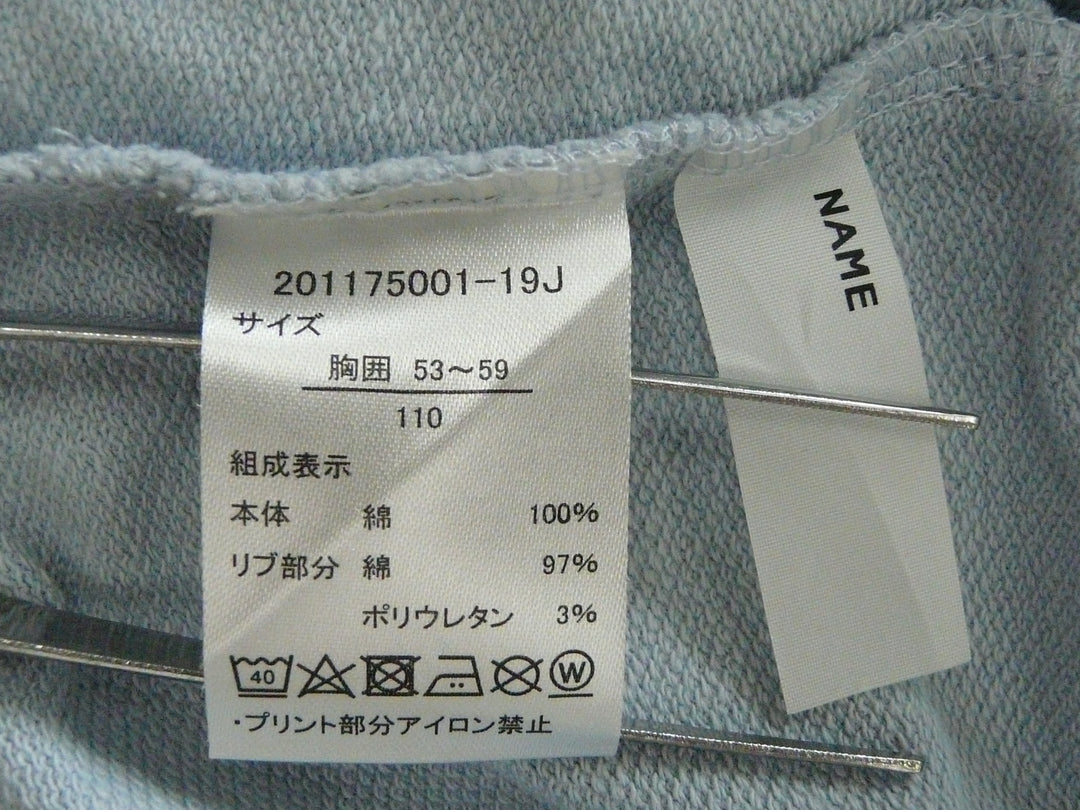 201175001-19J
サイズ
胸囲 53～59
110
組成表示
本体 綿 100%
リブ部分 綿 97%
ポリウレタン 3%
40 W
・プリント部分アイロン禁止
NAME